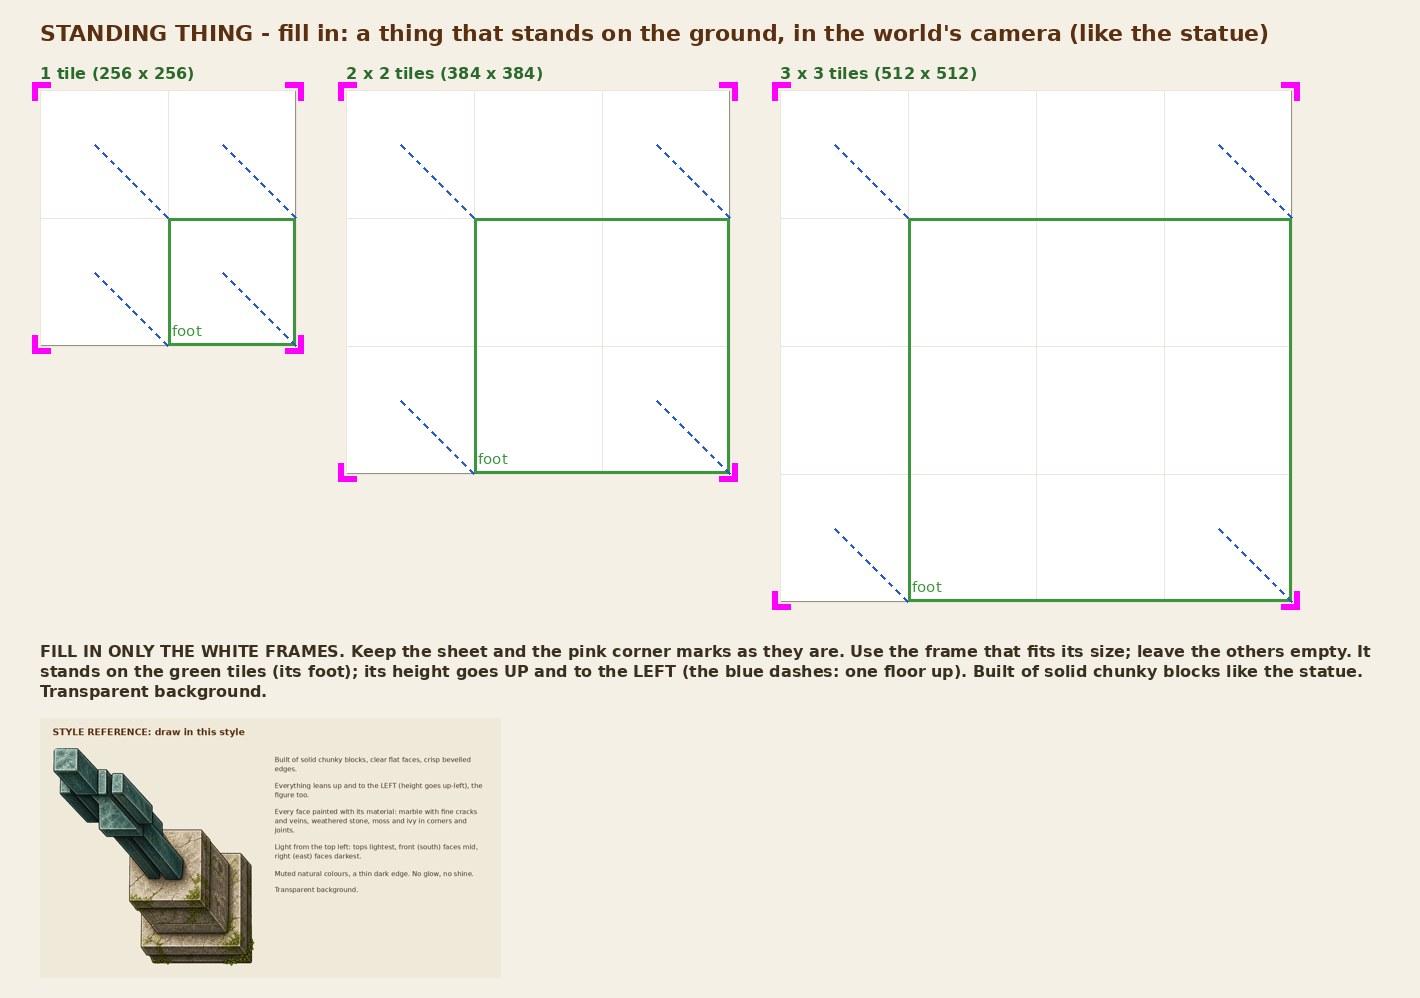 STANDING THING - fill in: a thing that stands on the ground, in the world's camera (like the statue)
1 tile (256 x 256)
2 x 2 tiles (384 x 384)
3 x 3 tiles (512 x 512)
foot
foot
foot
FILL IN ONLY THE WHITE FRAMES. Keep the sheet and the pink corner marks as they are. Use the frame that fits its size; leave the others empty. It
stands on the green tiles (its foot); its height goes UP and to the LEFT (the blue dashes: one floor up). Built of solid chunky blocks like the statue.
Transparent background.
STYLE REFERENCE: draw in this style
Built of solid chunky blocks, clear flat faces, crisp bevelled
edges.
Everything leans up and to the LEFT (height goes up-left), the
figure too.
Every face painted with its material: marble with fine cracks
and veins, weathered stone, moss and ivy in corners and
joints.
Light from the top left: tops lightest, front (south) faces mid,
right (east) faces darkest.
Muted natural colours, a thin dark edge. No glow, no shine.
Transparent background.